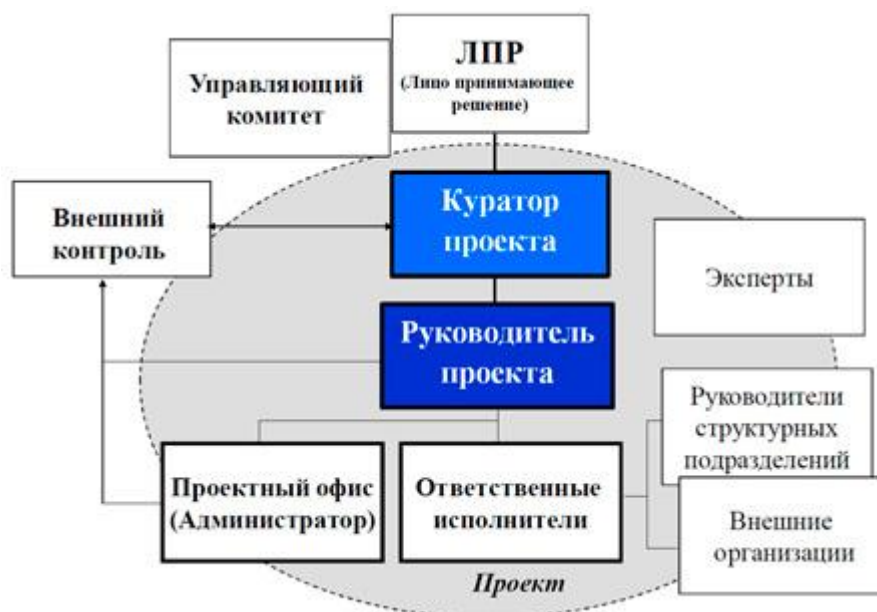 Управляющий
комитет
ЛПР
(Лицо принимающее
решение)
Куратор
проекта
Внешний
контроль
Эксперты
Руководитель
проекта
Руководители
структурных
подразделений
Проектный офис
(Администратор)
Ответственные
исполнители
Внешние
организации
Проект